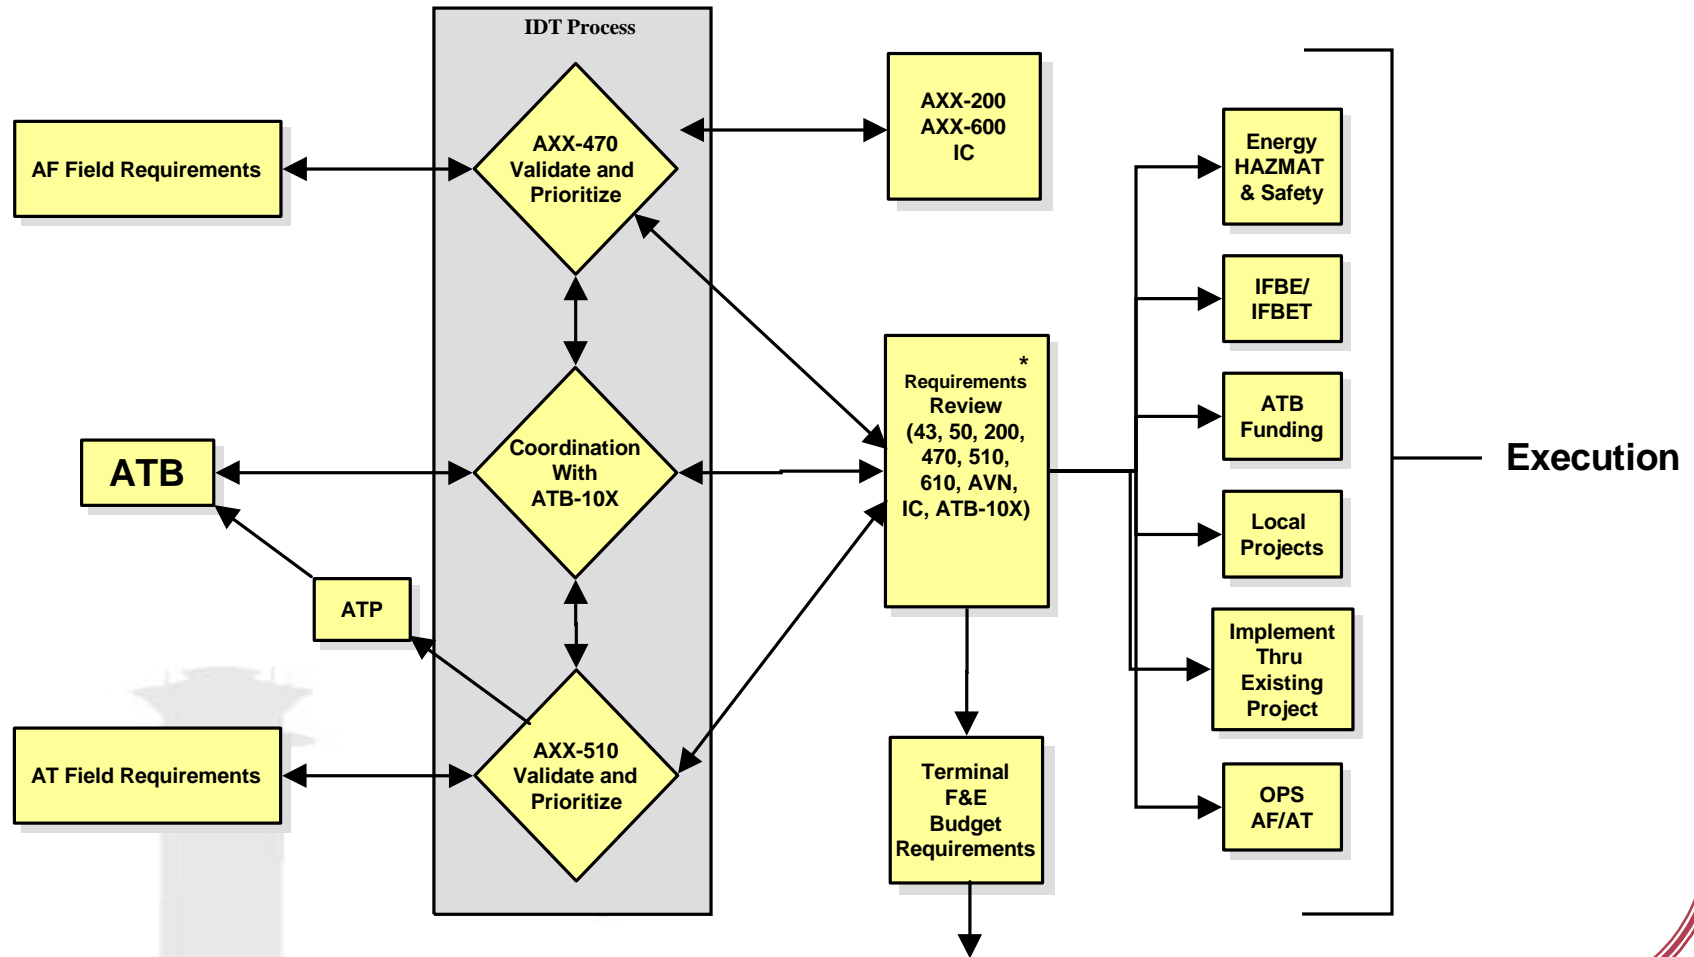 IDT Process
AF Field Requirements
AXX-470
Validate and
Prioritize
AXX-200
AXX-600
IC
Energy
HAZMAT
& Safety
IFBE/
IFBET
ATB
Coordination
With
ATB-10X
*
Requirements
Review
(43, 50, 200,
470, 510,
610, AVN,
IC, ATB-10X)
ATB
Funding
Execution
Local
Projects
ATP
Implement
Thru
Existing
Project
AT Field Requirements
AXX-510
Validate and
Prioritize
Terminal
F&E
Budget
Requirements
OPS
AF/AT